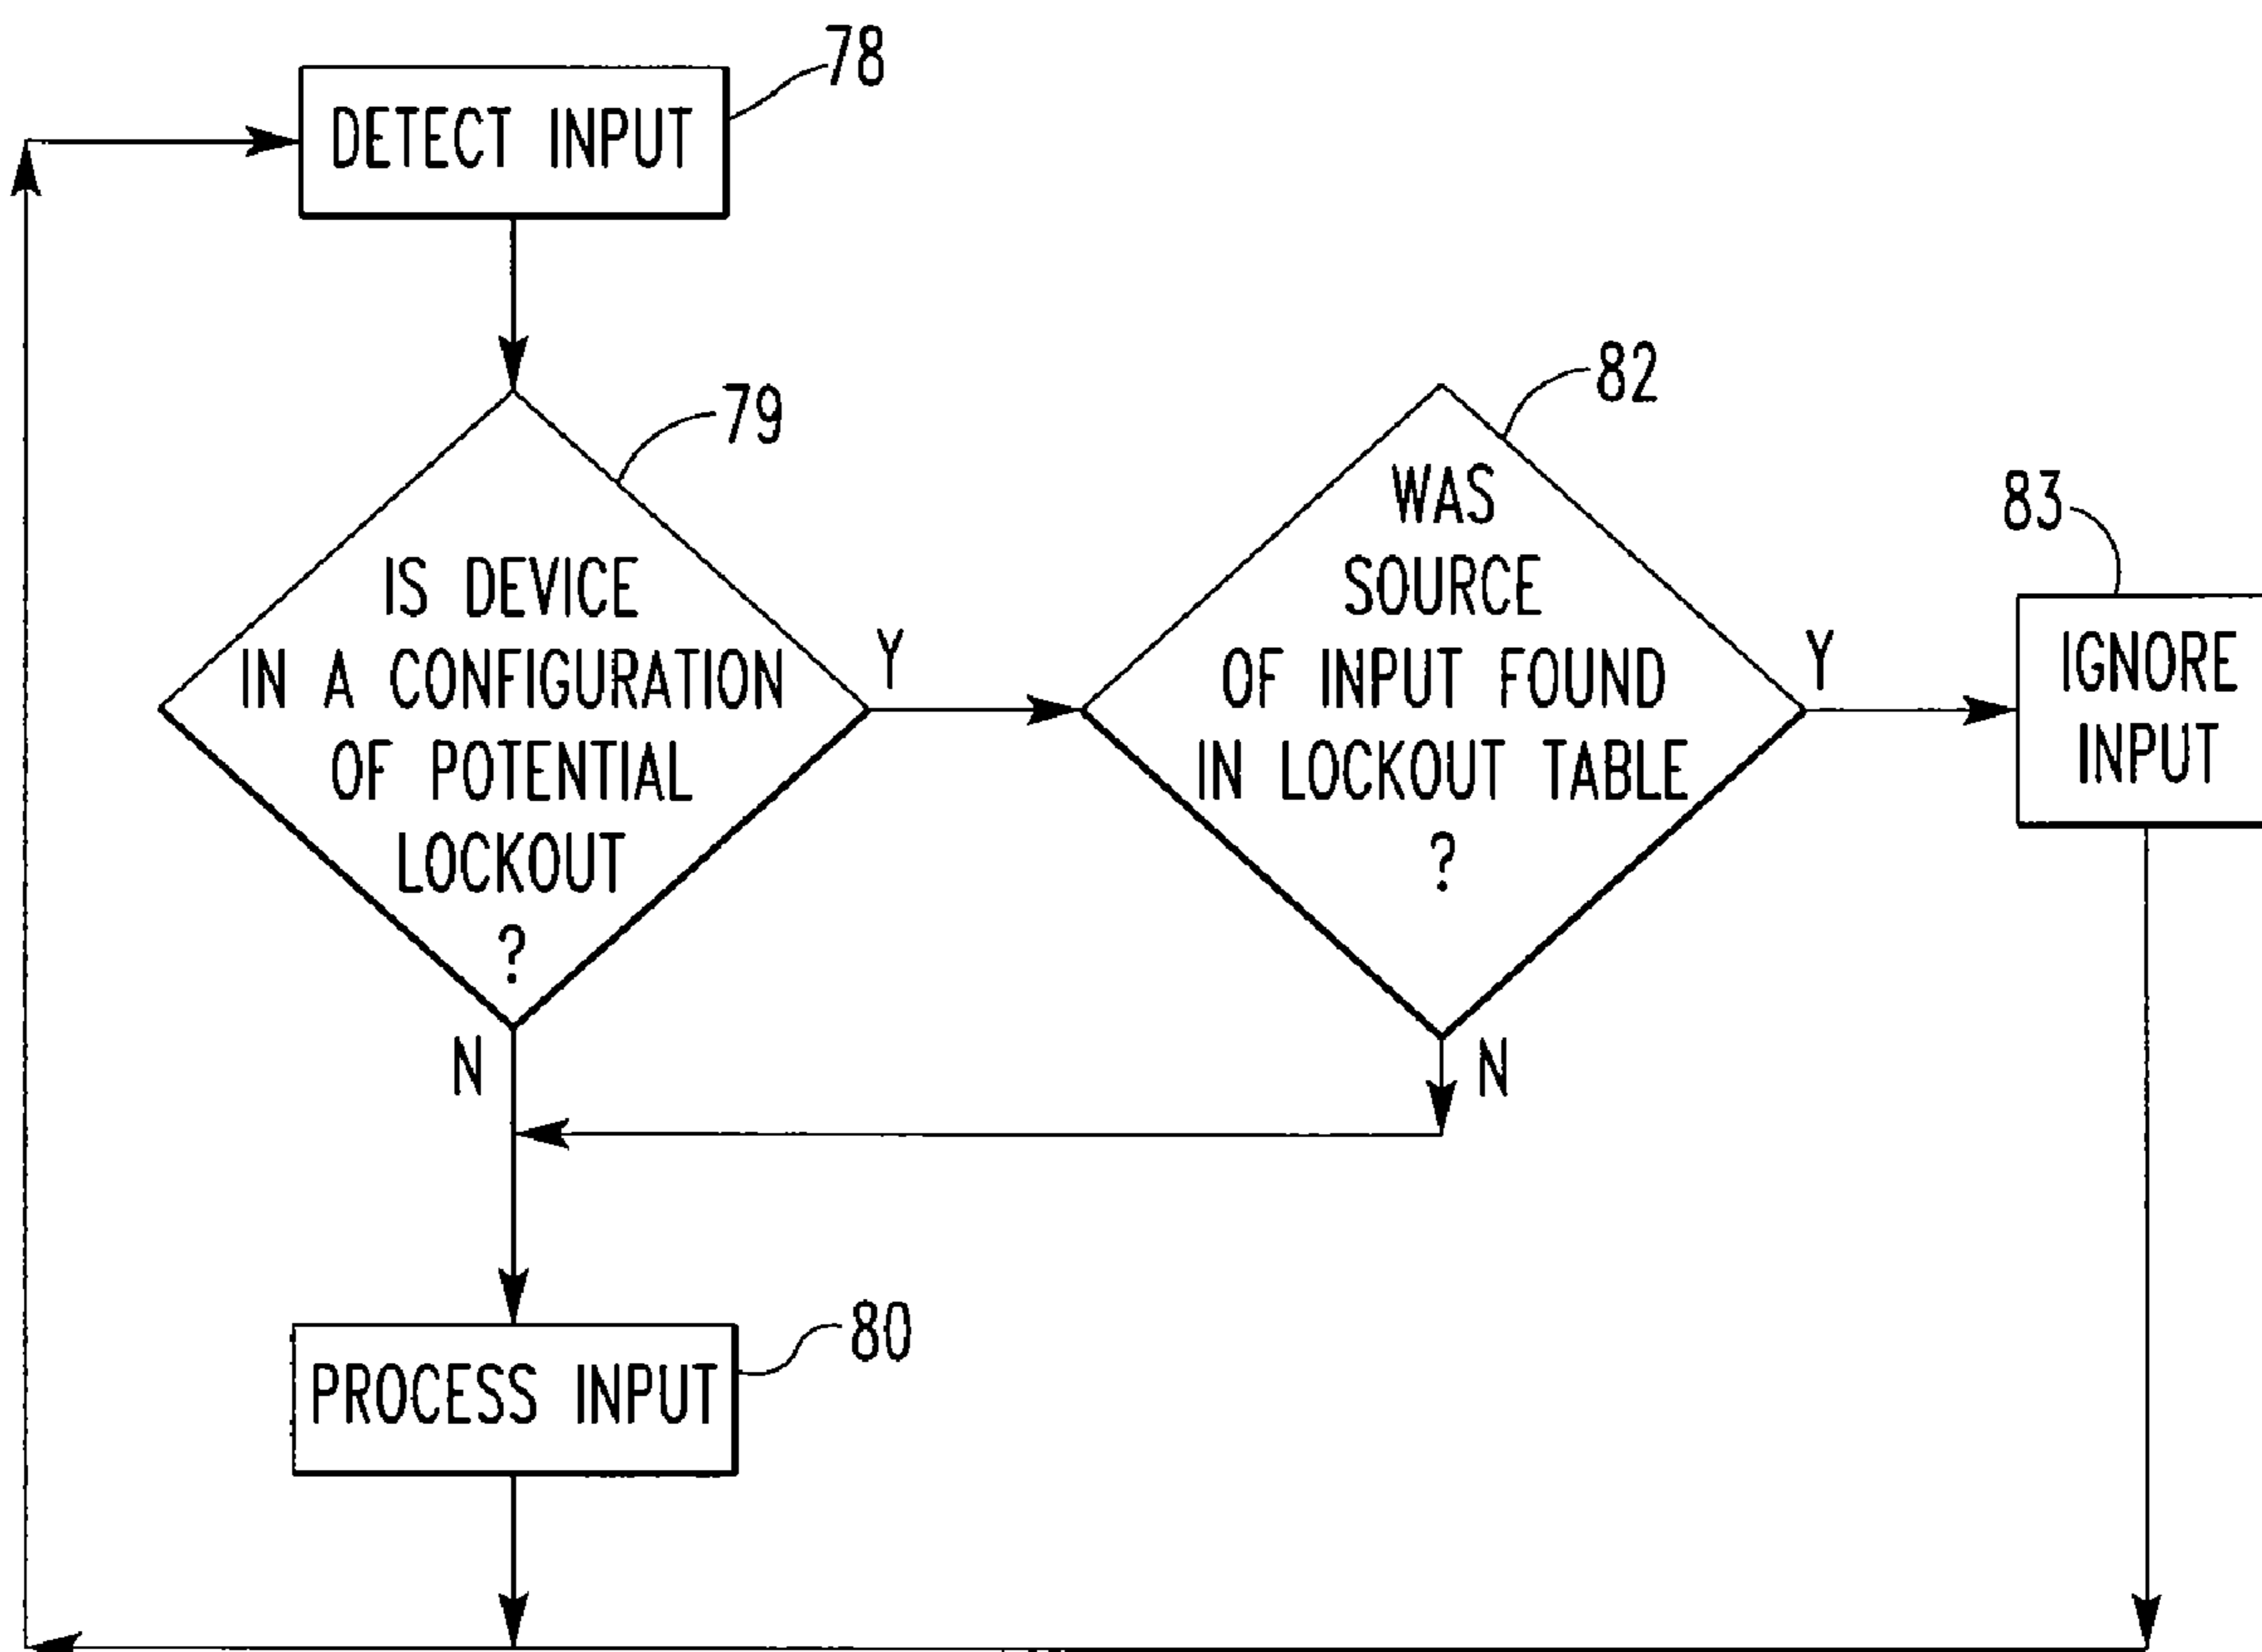 78
DETECT INPUT
79
IS DEVICE
IN A CONFIGURATION
OF POTENTIAL
LOCKOUT
?
Y
N
82
WAS
SOURCE
OF INPUT FOUND
IN LOCKOUT TABLE
?
Y
N
83
IGNORE
INPUT
80
PROCESS INPUT